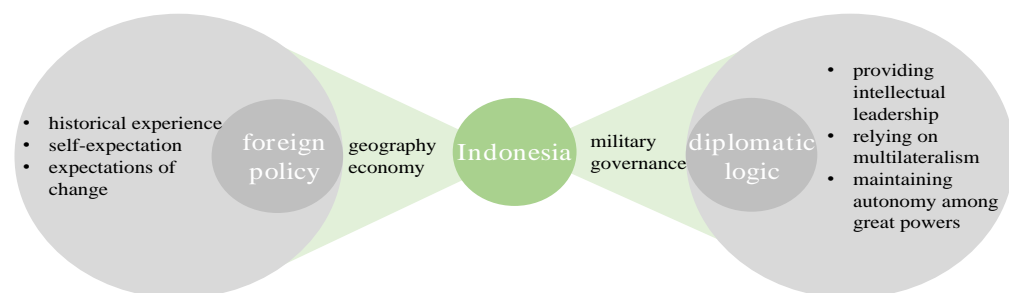 • historical experience
• self-expectation
• expectations of
change
foreign
policy
geography
economy
Indonesia
military
governance
diplomatic
logic
• providing
intellectual
leadership
• relying on
multilateralism
• maintaining
autonomy among
great powers